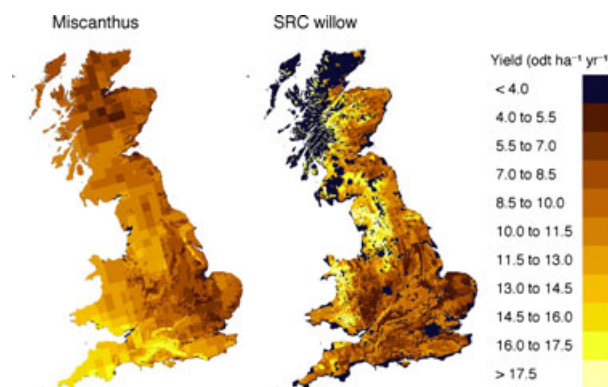 Miscanthus
SRC willow
Yield (odt ha⁻¹ yr⁻¹
< 4.0
4.0 to 5.5
5.5 to 7.0
7.0 to 8.5
8.5 to 10.0
10.0 to 11.5
11.5 to 13.0
13.0 to 14.5
14.5 to 16.0
16.0 to 17.5
> 17.5